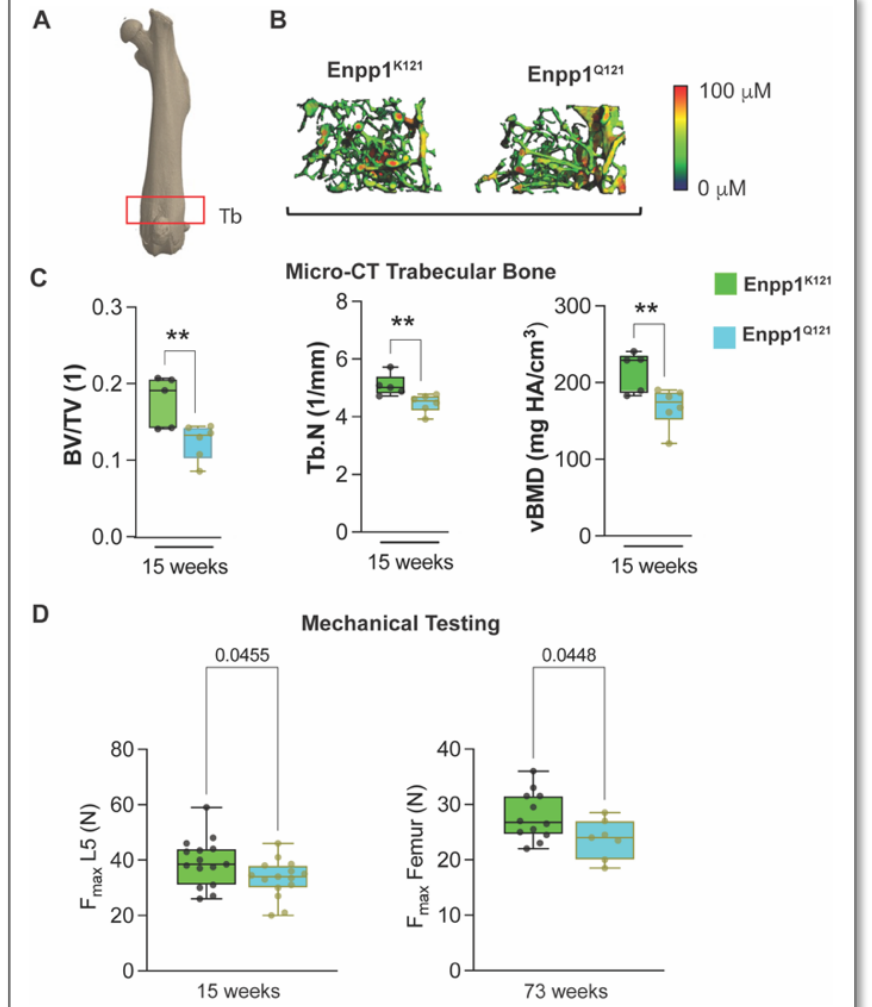 A
B
Enpp1K121
Enpp1Q121
100 μM
0 μM
Tb
C
Micro-CT Trabecular Bone
Enpp1K121
Enpp1Q121
BV/TV (1)
0.3
0.2
0.1
0.0
**
15 weeks
Tb.N (1/mm)
8
6
4
2
0
**
15 weeks
vBMD (mg HA/cm3)
300
200
100
0
**
15 weeks
D
Mechanical Testing
0.0455
Fmax L5 (N)
80
60
40
20
0
15 weeks
0.0448
Fmax Femur (N)
40
30
20
10
0
73 weeks